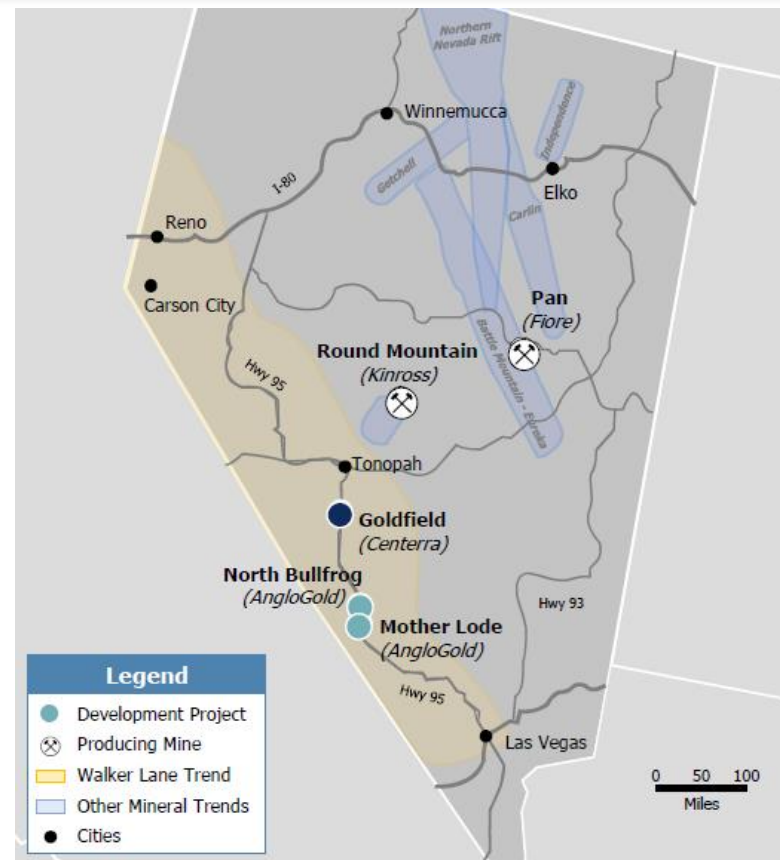 Northern
Nevada Rift
Winnemucca
Independence
Getchell
I-80
Elko
Carlin
Reno
Carson City
Pan
(Fiore)
Round Mountain
(Kinross)
Battle Mountain - Eureka
Hwy 95
Tonopah
Goldfield
(Centerra)
North Bullfrog
(AngloGold)
Hwy 93
Mother Lode
(AngloGold)
Hwy 95
Las Vegas
Legend
Development Project
Producing Mine
Walker Lane Trend
Other Mineral Trends
Cities
0 50 100
Miles